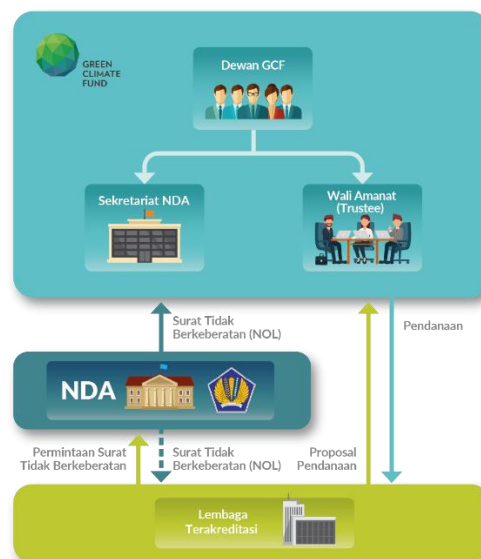 GREEN
CLIMATE
FUND
Dewan GCF
Sekretariat NDA
Wali Amanat
(Trustee)
Surat Tidak
Berkeberatan (NOL)
Pendanaan
NDA
Permintaan Surat
Tidak Berkeberatan
Surat Tidak
Berkeberatan (NOL)
Proposal
Pendanaan
Lembaga
Terakreditasi